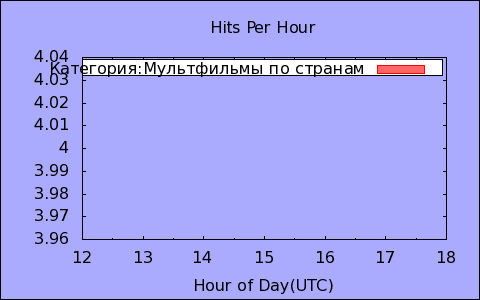 Hits Per Hour
4.04
Категория:Мультфильмы по странам
4.03
4.02
4.01
4
3.99
3.98
3.97
3.96
12 13 14 15 16 17 18
Hour of Day(UTC)